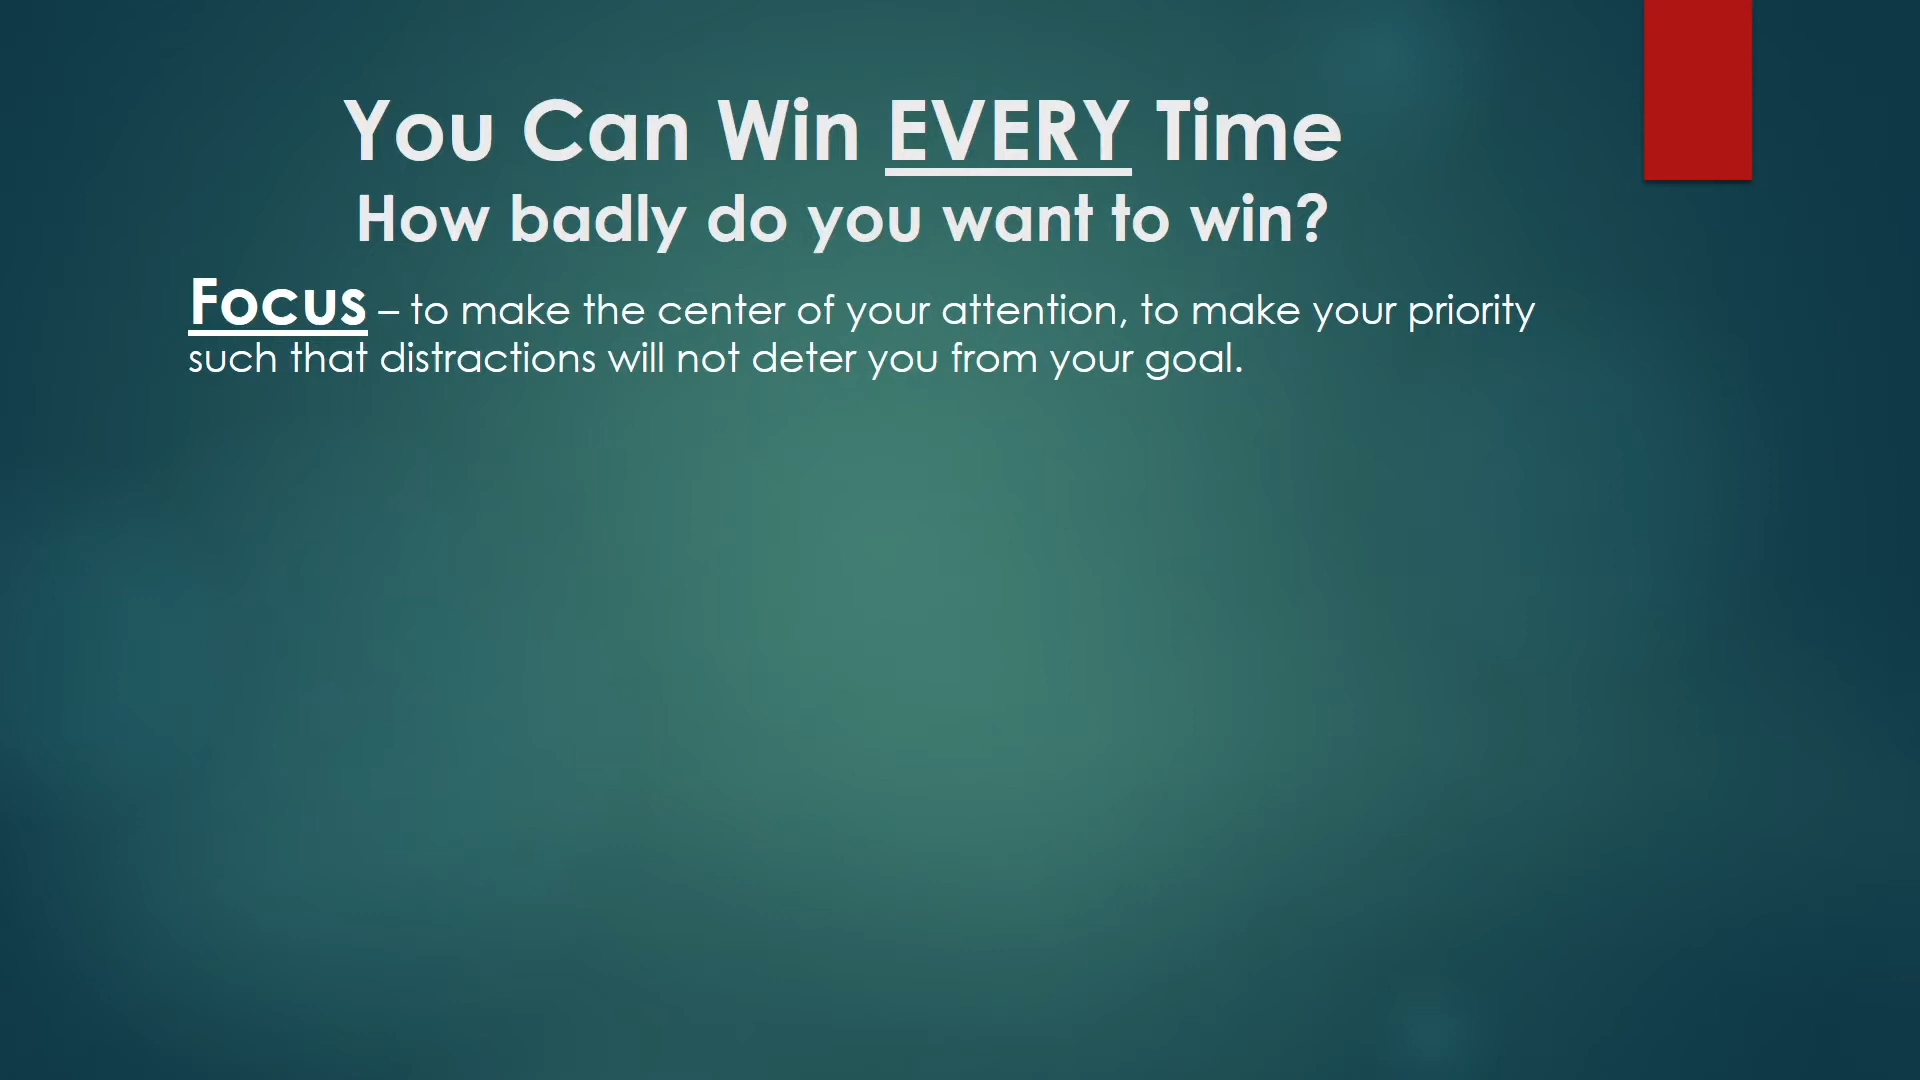 You Can Win EVERY Time
How badly do you want to win?
Focus – to make the center of your attention, to make your priority
such that distractions will not deter you from your goal.